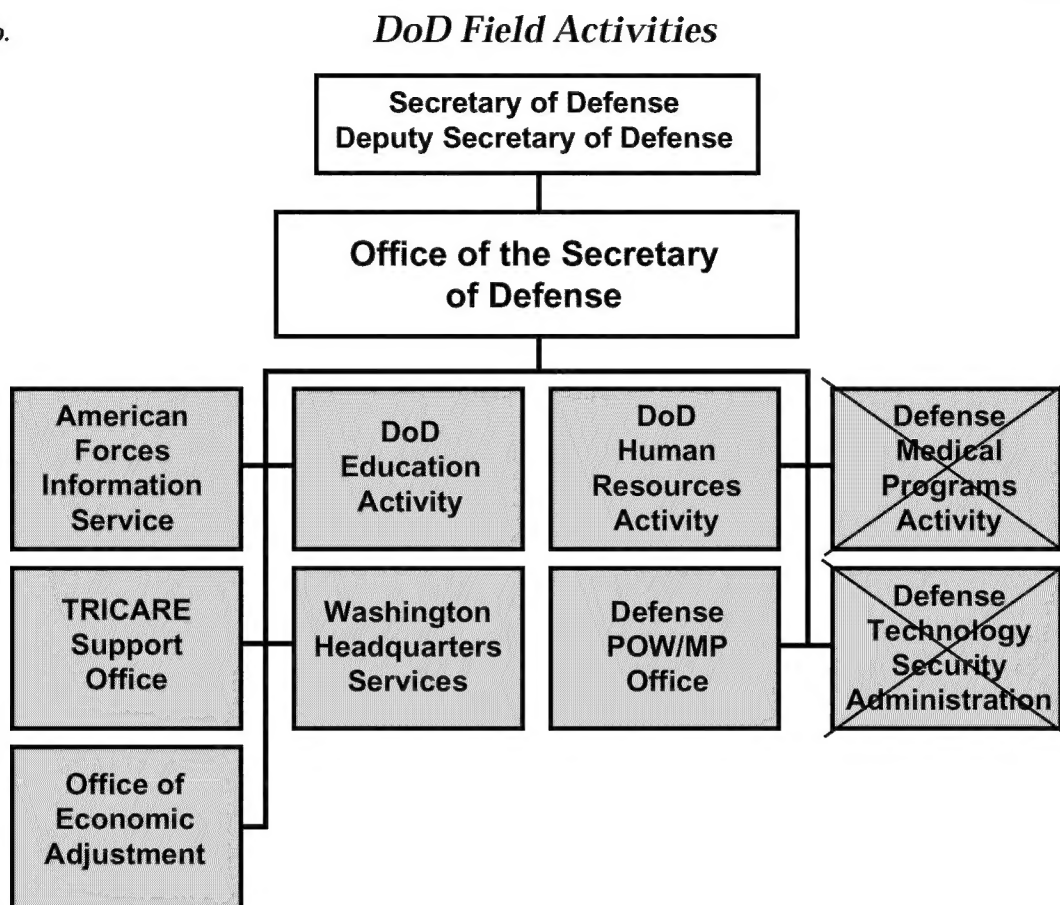 DoD Field Activities
Secretary of Defense
Deputy Secretary of Defense
Office of the Secretary
of Defense
American
Forces
Information
Service
DoD
Education
Activity
DoD
Human
Resources
Activity
Defense
Medical
Programs
Activity
TRICARE
Support
Office
Washington
Headquarters
Services
Defense
POW/MP
Office
Defense
Technology
Security
Administration
Office of
Economic
Adjustment